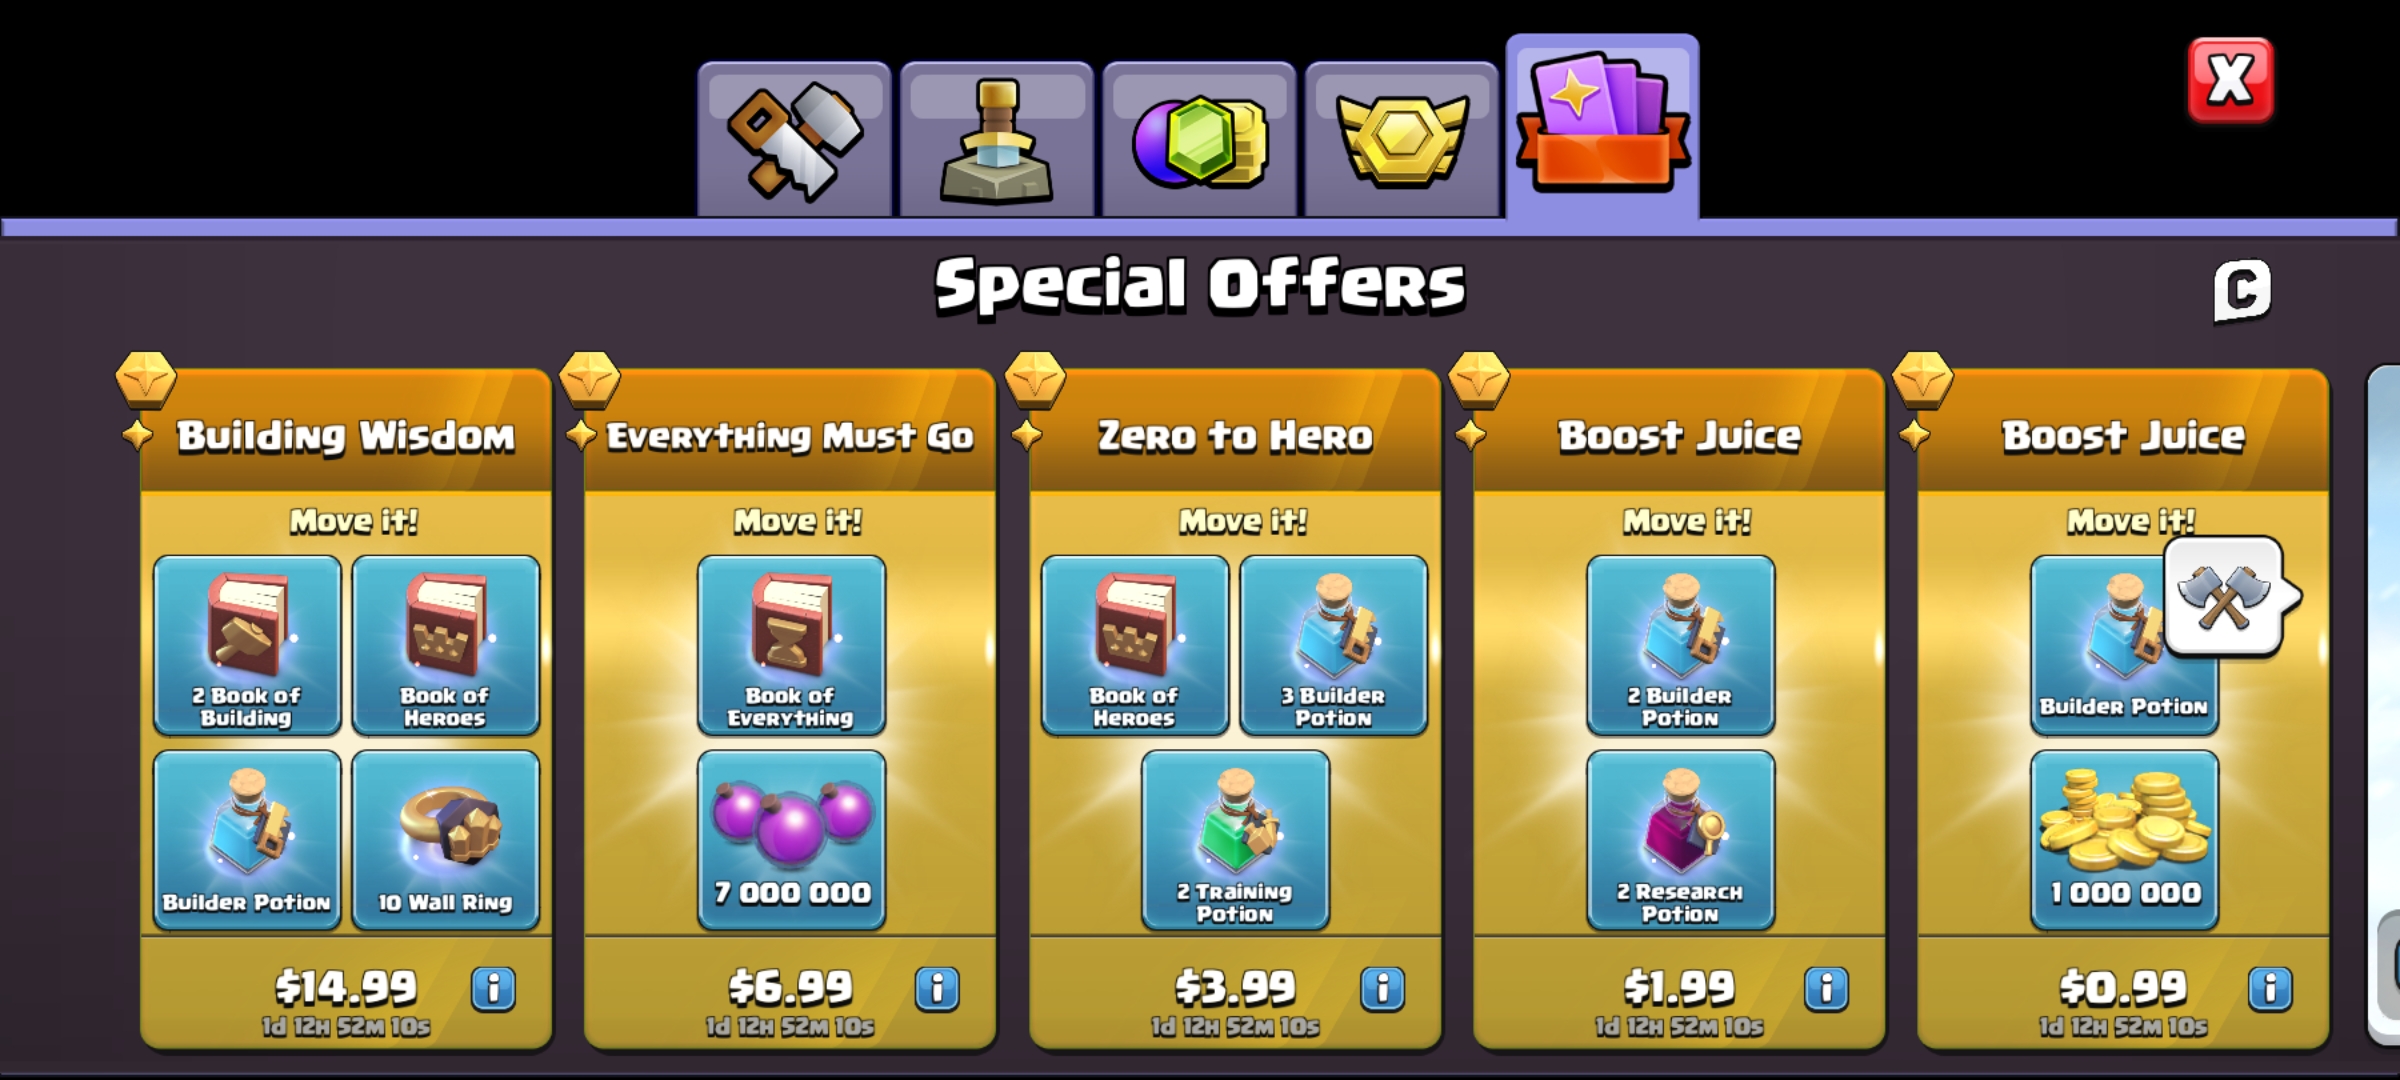 X
Special Offers
C
Building Wisdom
Move it!
2 Book of
Building
Book of
Heroes
Builder Potion
10 Wall Ring
$14.99
i
1d 12H 52M 10s
Everything Must Go
Move it!
Book of
Everything
7 000 000
$6.99
i
1d 12H 52M 10s
Zero to Hero
Move it!
Book of
Heroes
3 Builder
Potion
2 Training
Potion
$3.99
i
1d 12H 52M 10s
Boost Juice
Move it!
2 Builder
Potion
2 Research
Potion
$1.99
i
1d 12H 52M 10s
Boost Juice
Move it!
Builder Potion
1 000 000
$0.99
i
1d 12H 52M 10s